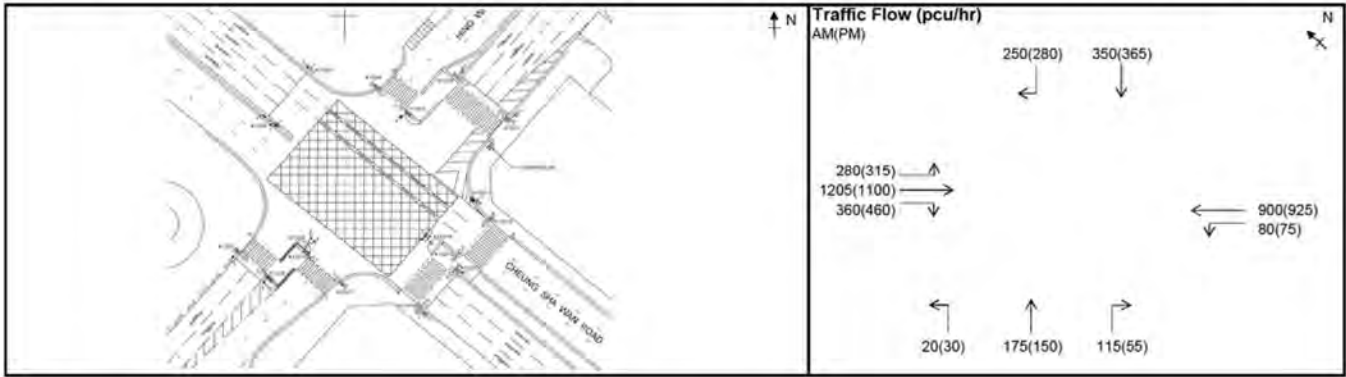 N
HING W
CHEUNG SHA WAN ROAD
Traffic Flow (pcu/hr)
AM(PM)
N
250(280) 350(365)
280(315)
1205(1100)
360(460)
900(925)
80(75)
20(30) 175(150) 115(55)